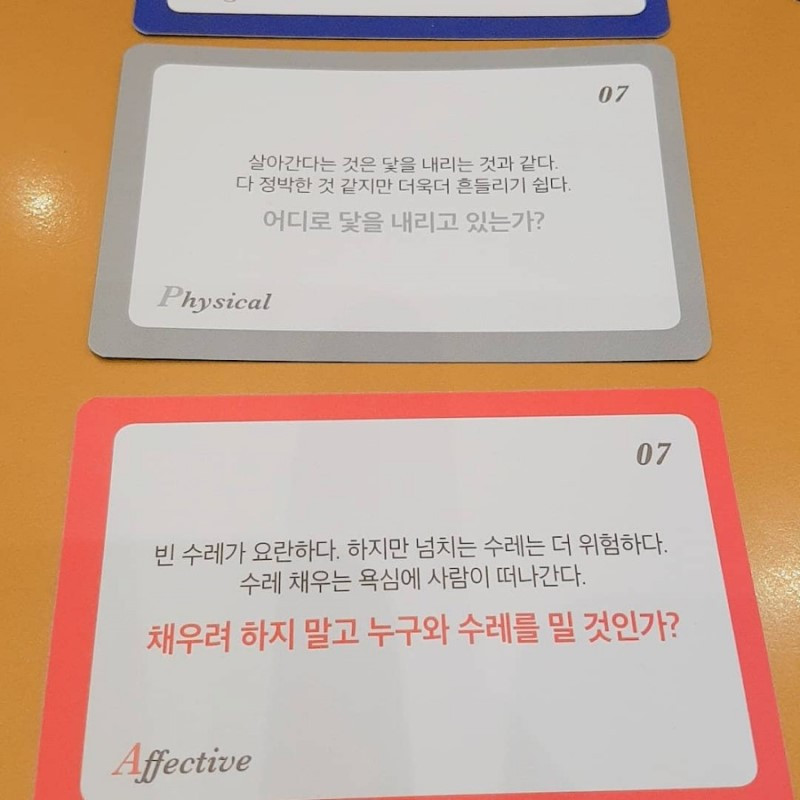 07
살아간다는 것은 닻을 내리는 것과 같다.
다 정박한 것 같지만 더욱더 흔들리기 쉽다.
어디로 닻을 내리고 있는가?
Physical
07
빈 수레가 요란하다. 하지만 넘치는 수레는 더 위험하다.
수레 채우는 욕심에 사람이 떠나간다.
채우려 하지 말고 누구와 수레를 밀 것인가?
Affective